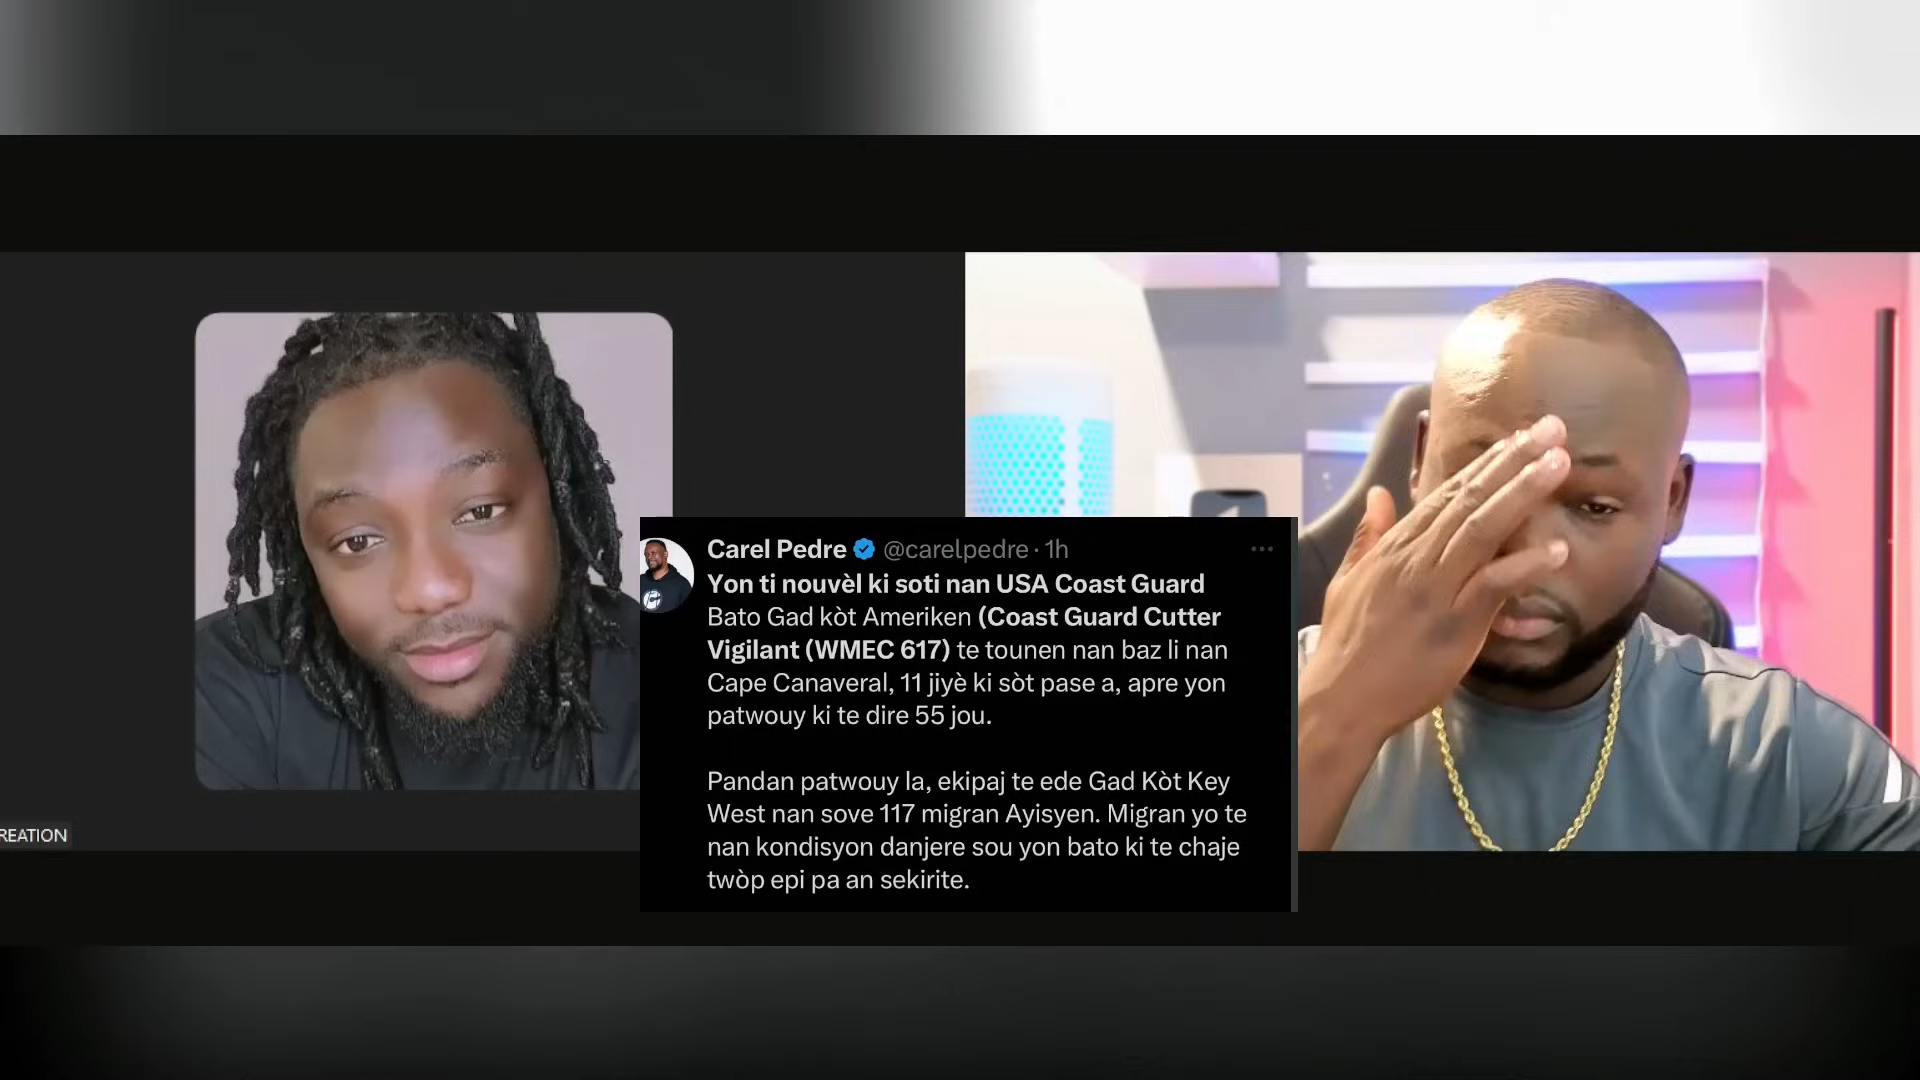 Carel Pedre @carelpedre · 1h
Yon ti nouvèl ki soti nan USA Coast Guard
Bato Gad kòt Ameriken (Coast Guard Cutter
Vigilant (WMEC 617) te tounen nan baz li nan
Cape Canaveral, 11 jiyè ki sòt pase a, apre yon
patwouy ki te dire 55 jou.
Pandan patwouy la, ekipaj te ede Gad Kòt Key
West nan sove 117 migran Ayisyen. Migran yo te
nan kondisyon danjere sou yon bato ki te chaje
twòp epi pa an sekirite.
REATION